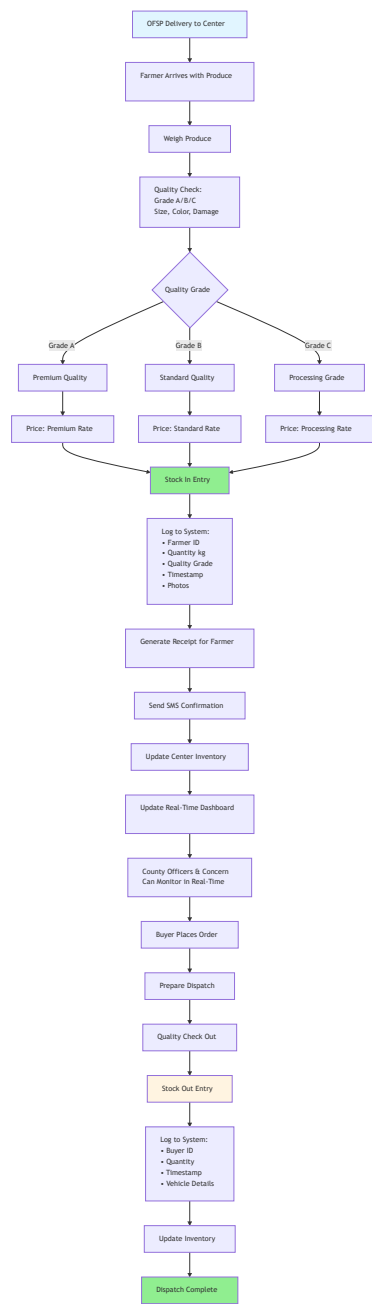 OFSP Delivery to Center
Farmer Arrives with Produce
Weigh Produce
Quality Check:
Grade A/B/C
Size, Color, Damage
Quality Grade
Grade A
Grade B
Grade C
Premium Quality
Standard Quality
Processing Grade
Price: Premium Rate
Price: Standard Rate
Price: Processing Rate
Stock In Entry
Log to System:
• Farmer ID
• Quantity kg
• Quality Grade
• Timestamp
• Photos
Generate Receipt for Farmer
Send SMS Confirmation
Update Center Inventory
Update Real-Time Dashboard
County Officers & Concern
Can Monitor in Real-Time
Buyer Places Order
Prepare Dispatch
Quality Check Out
Stock Out Entry
Log to System:
• Buyer ID
• Quantity
• Timestamp
• Vehicle Details
Update Inventory
Dispatch Complete